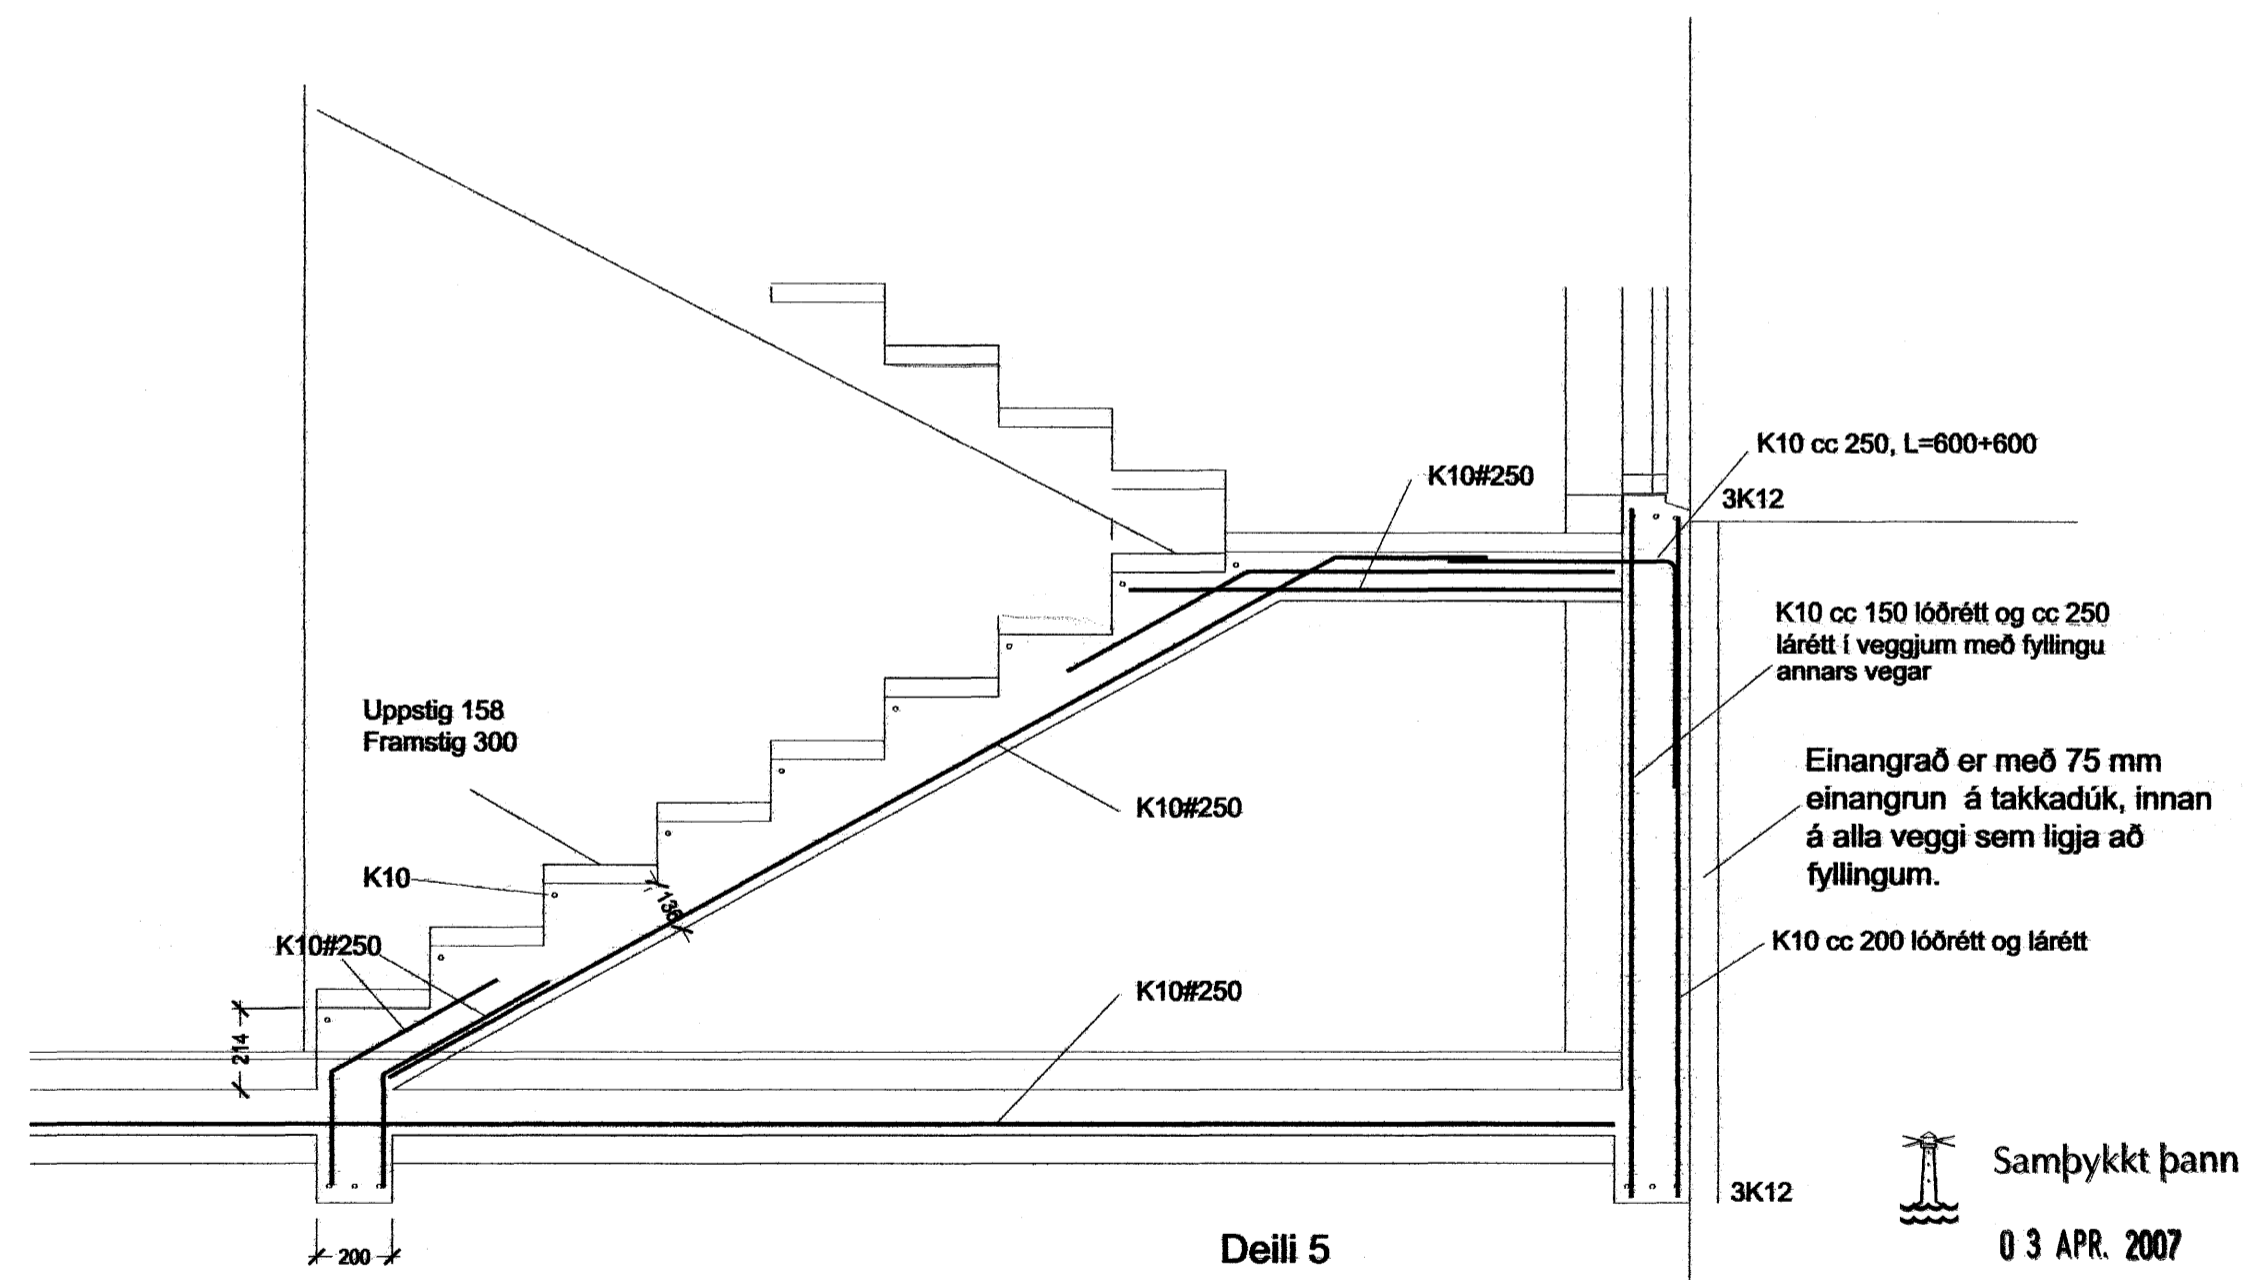 K10 cc 250, L=600+600
K10#250
3K12
K10 cc 150 lóðrétt og cc 250
lárétt í veggjum með fyllingu
annars vegar
Uppstig 158
Framstig 300
Einangrað er með 75 mm
einangrun á takkadúk, innan
á alla veggi sem ligja að
fyllingum.
K10#250
K10
136
K10#250
K10 cc 200 lóðrétt og lárétt
K10#250
214
Samþykkt þann
3K12
03 APR. 2007
200
Deili 5